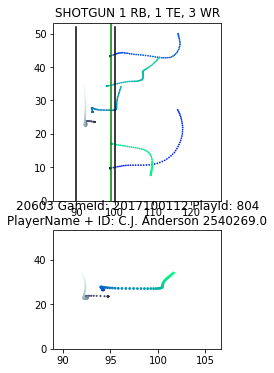 SHOTGUN 1 RB, 1 TE, 3 WR
50
40
30
20
10
0
90 100 110 120
20603 GameId: 2017100112 PlayId: 804
PlayerName + ID: C.J. Anderson 2540269.0
40
20
0
90 95 100 105